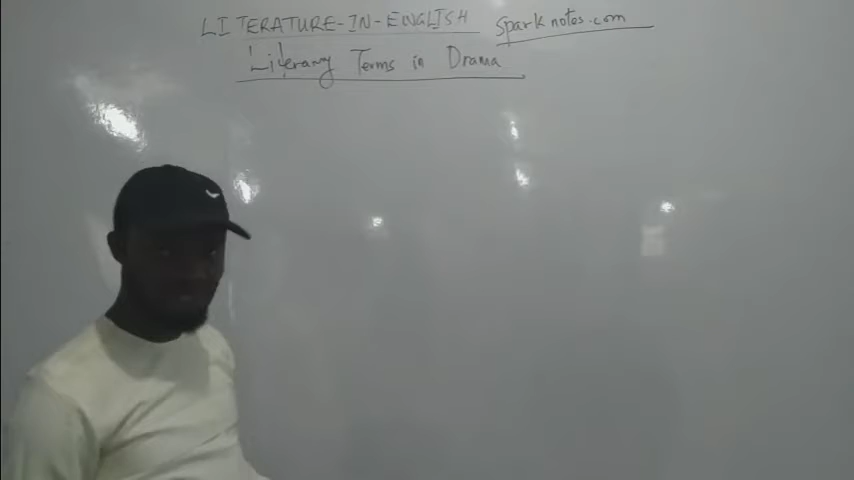 LITERATURE-IN-ENGLISH sparknotes.com
Literary Terms in Drama